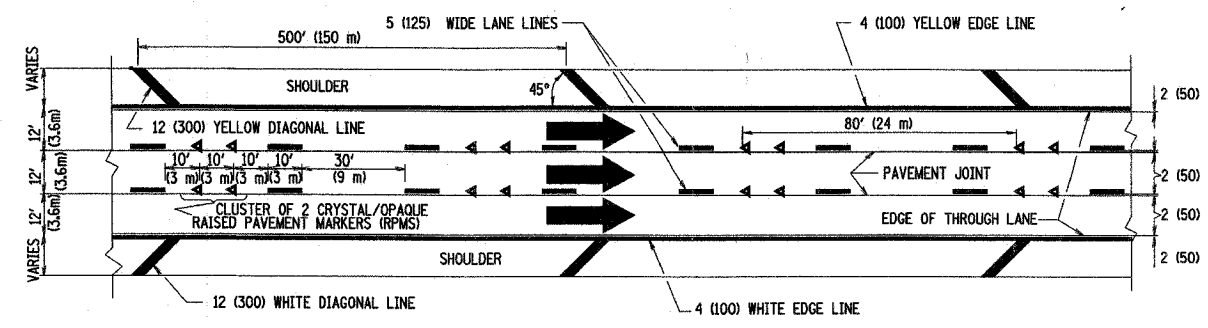 5 (125) WIDE LANE LINES
4 (100) YELLOW EDGE LINE
500' (150 m)
VARIES
SHOULDER
45°
2 (50)
12 (300) YELLOW DIAGONAL LINE
80' (24 m)
12'
(3.6m)
10'
(3 m)
10'
(3 m)
10'
(3 m)
10'
(3 m)
30'
(9 m)
12'
(3.6m)
PAVEMENT JOINT
2 (50)
2 (50)
CLUSTER OF 2 CRYSTAL/OPAQUE
RAISED PAVEMENT MARKERS (RPMS)
12'
(3.6m)
EDGE OF THROUGH LANE
2 (50)
VARIES
SHOULDER
2 (50)
12 (300) WHITE DIAGONAL LINE
4 (100) WHITE EDGE LINE